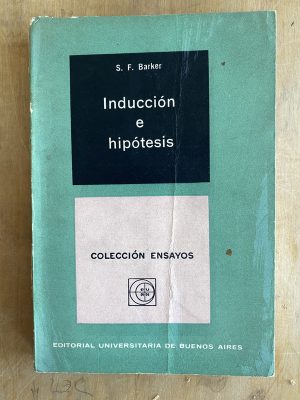 S. F. Barker
Inducción
e
hipótesis
COLECCIÓN ENSAYOS
EDITORIAL UNIVERSITARIA DE BUENOS AIRES